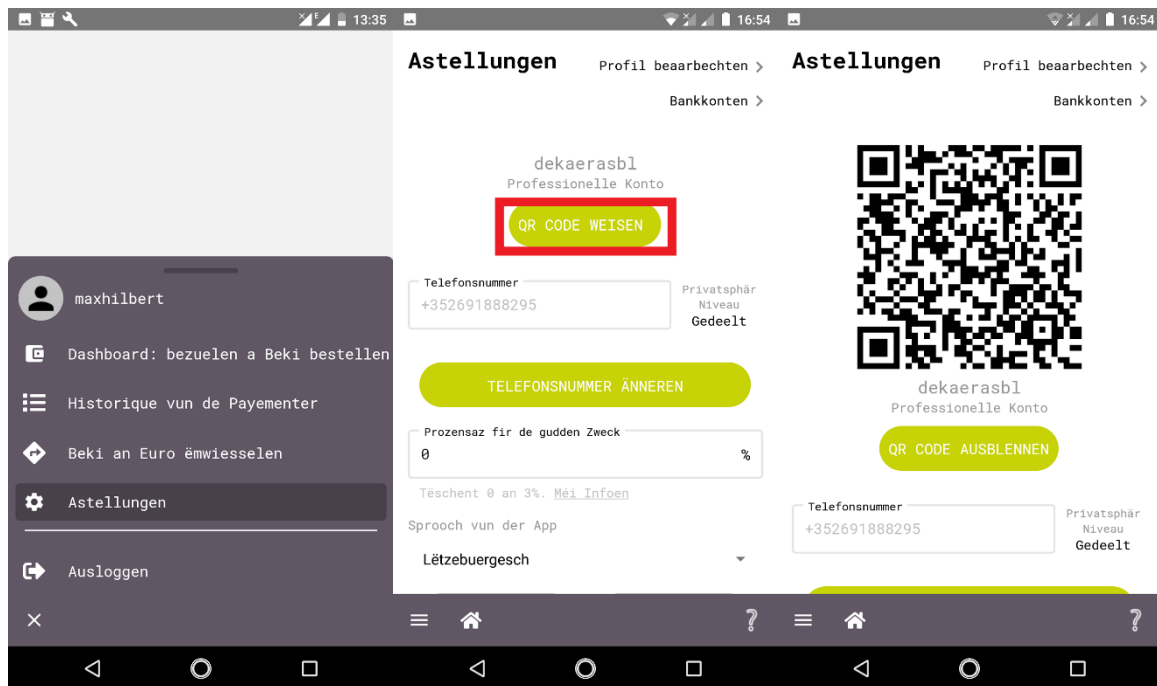 13:35
maxhilbert
Dashboard: bezuelen a Beki bestellen
Historique vun de Payementer
Beki an Euro ëmwiesselen
Astellungen
Ausloggen
16:54
Astellungen
Profil beaarbechten >
Bankkonten >
dekaerasbl
Professionelle Konto
QR CODE WEISEN
Telefonsnummer
+352691888295
Privatsphär
Niveau
Gedeelt
TELEFONSNUMMER ÄNNEREN
Prozensaz fir de gudden Zweck
0 %
Tëschent 0 an 3%. Méi Infoen
Sprooch vun der App
Lëtzebuergesch
?
16:54
Astellungen
Profil beaarbechten >
Bankkonten >
dekaerasbl
Professionelle Konto
QR CODE AUSBLENNEN
Telefonsnummer
+352691888295
Privatsphär
Niveau
Gedeelt
?